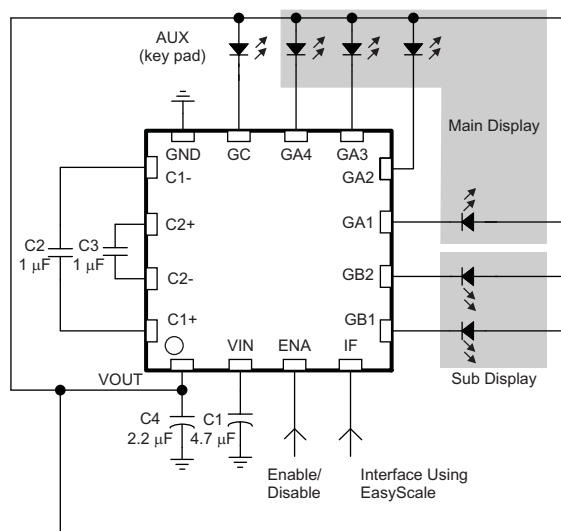 AUX
(key pad)
Main Display
GND
GC
GA4
GA3
C1-
GA2
C2+
GA1
C2
1 μF
C3
1 μF
C2-
GB2
C1+
GB1
VIN
ENA
IF
VOUT
Sub Display
C4
2.2 μF
C1
4.7 μF
Enable/
Disable
Interface Using
EasyScale